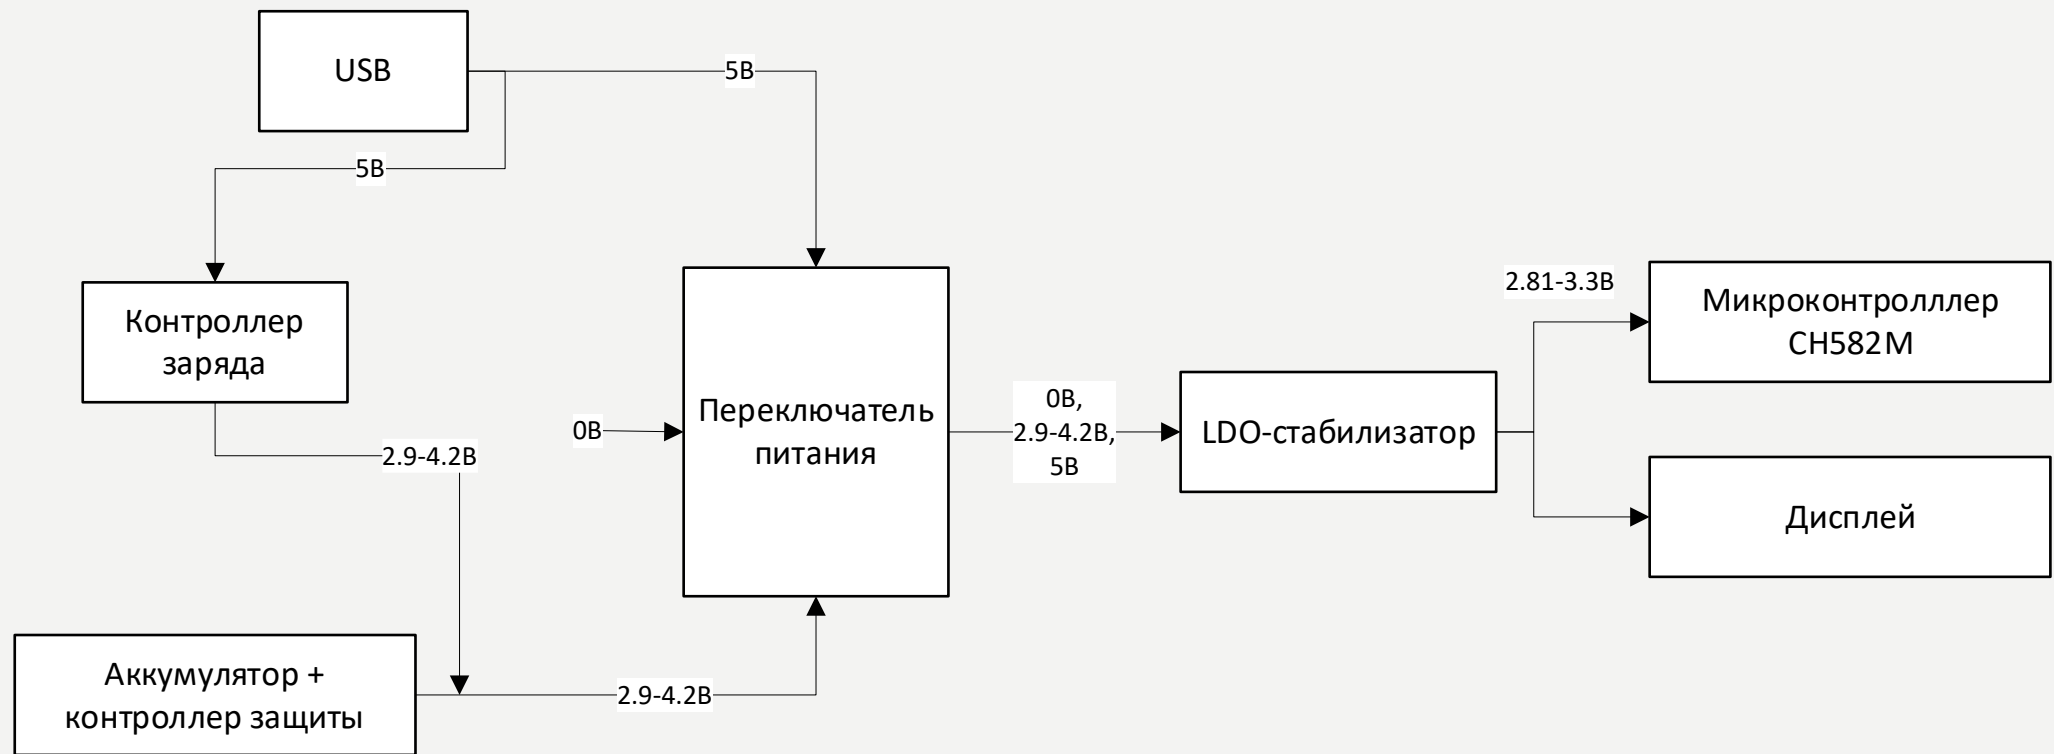 USB
5В
5В
Контроллер
заряда
2.9-4.2В
Аккумулятор +
контроллер защиты
2.9-4.2В
0В
Переключатель
питания
0В,
2.9-4.2В,
5В
LDO-стабилизатор
2.81-3.3В
Микроконтролллер
CH582M
Дисплей